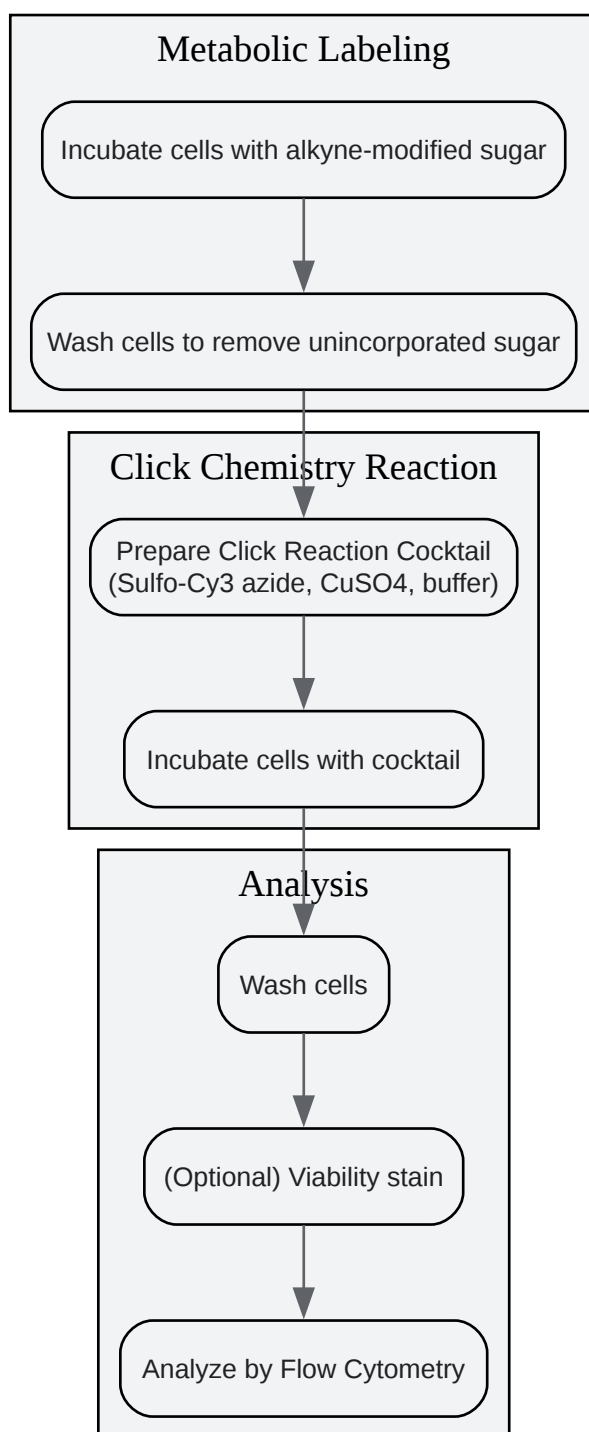 Metabolic Labeling
Incubate cells with alkyne-modified sugar
Wash cells to remove unincorporated sugar
Click Chemistry Reaction
Prepare Click Reaction Cocktail
(Sulfo-Cy3 azide, CuSO4, buffer)
Incubate cells with cocktail
Analysis
Wash cells
(Optional) Viability stain
Analyze by Flow Cytometry